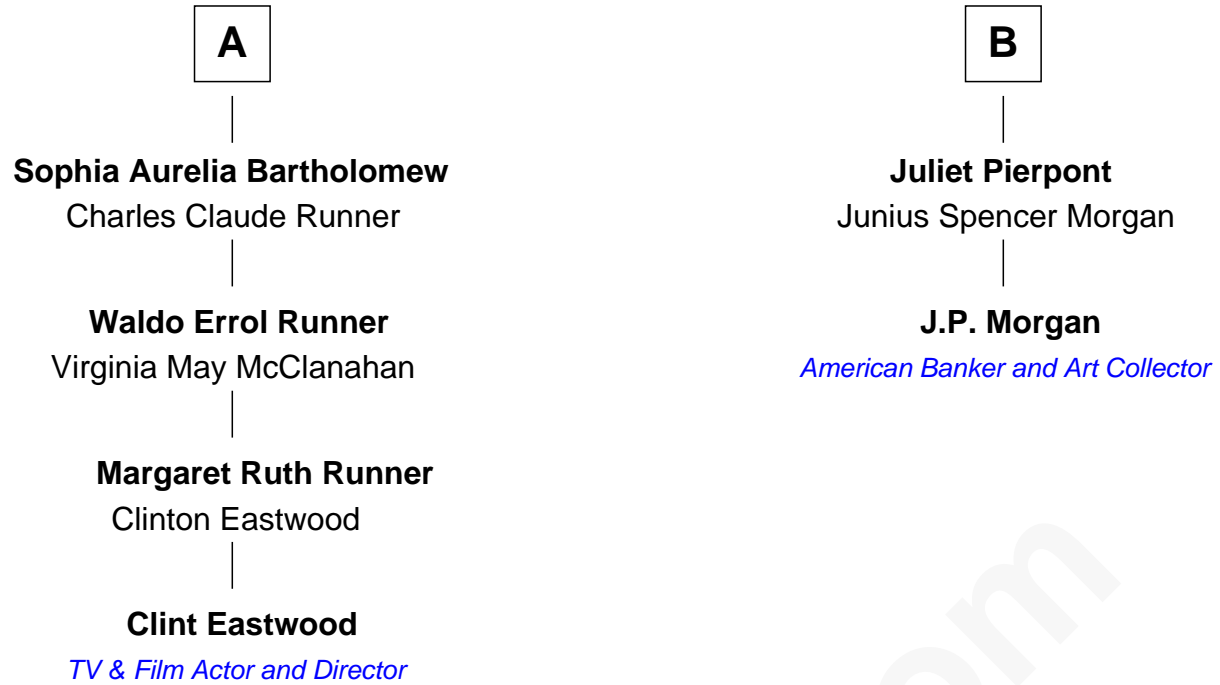 A
Sophia Aurelia Bartholomew
Charles Claude Runner
Waldo Errol Runner
Virginia May McClanahan
Margaret Ruth Runner
Clinton Eastwood
Clint Eastwood
TV & Film Actor and Director
B
Juliet Pierpont
Junius Spencer Morgan
J.P. Morgan
American Banker and Art Collector
om